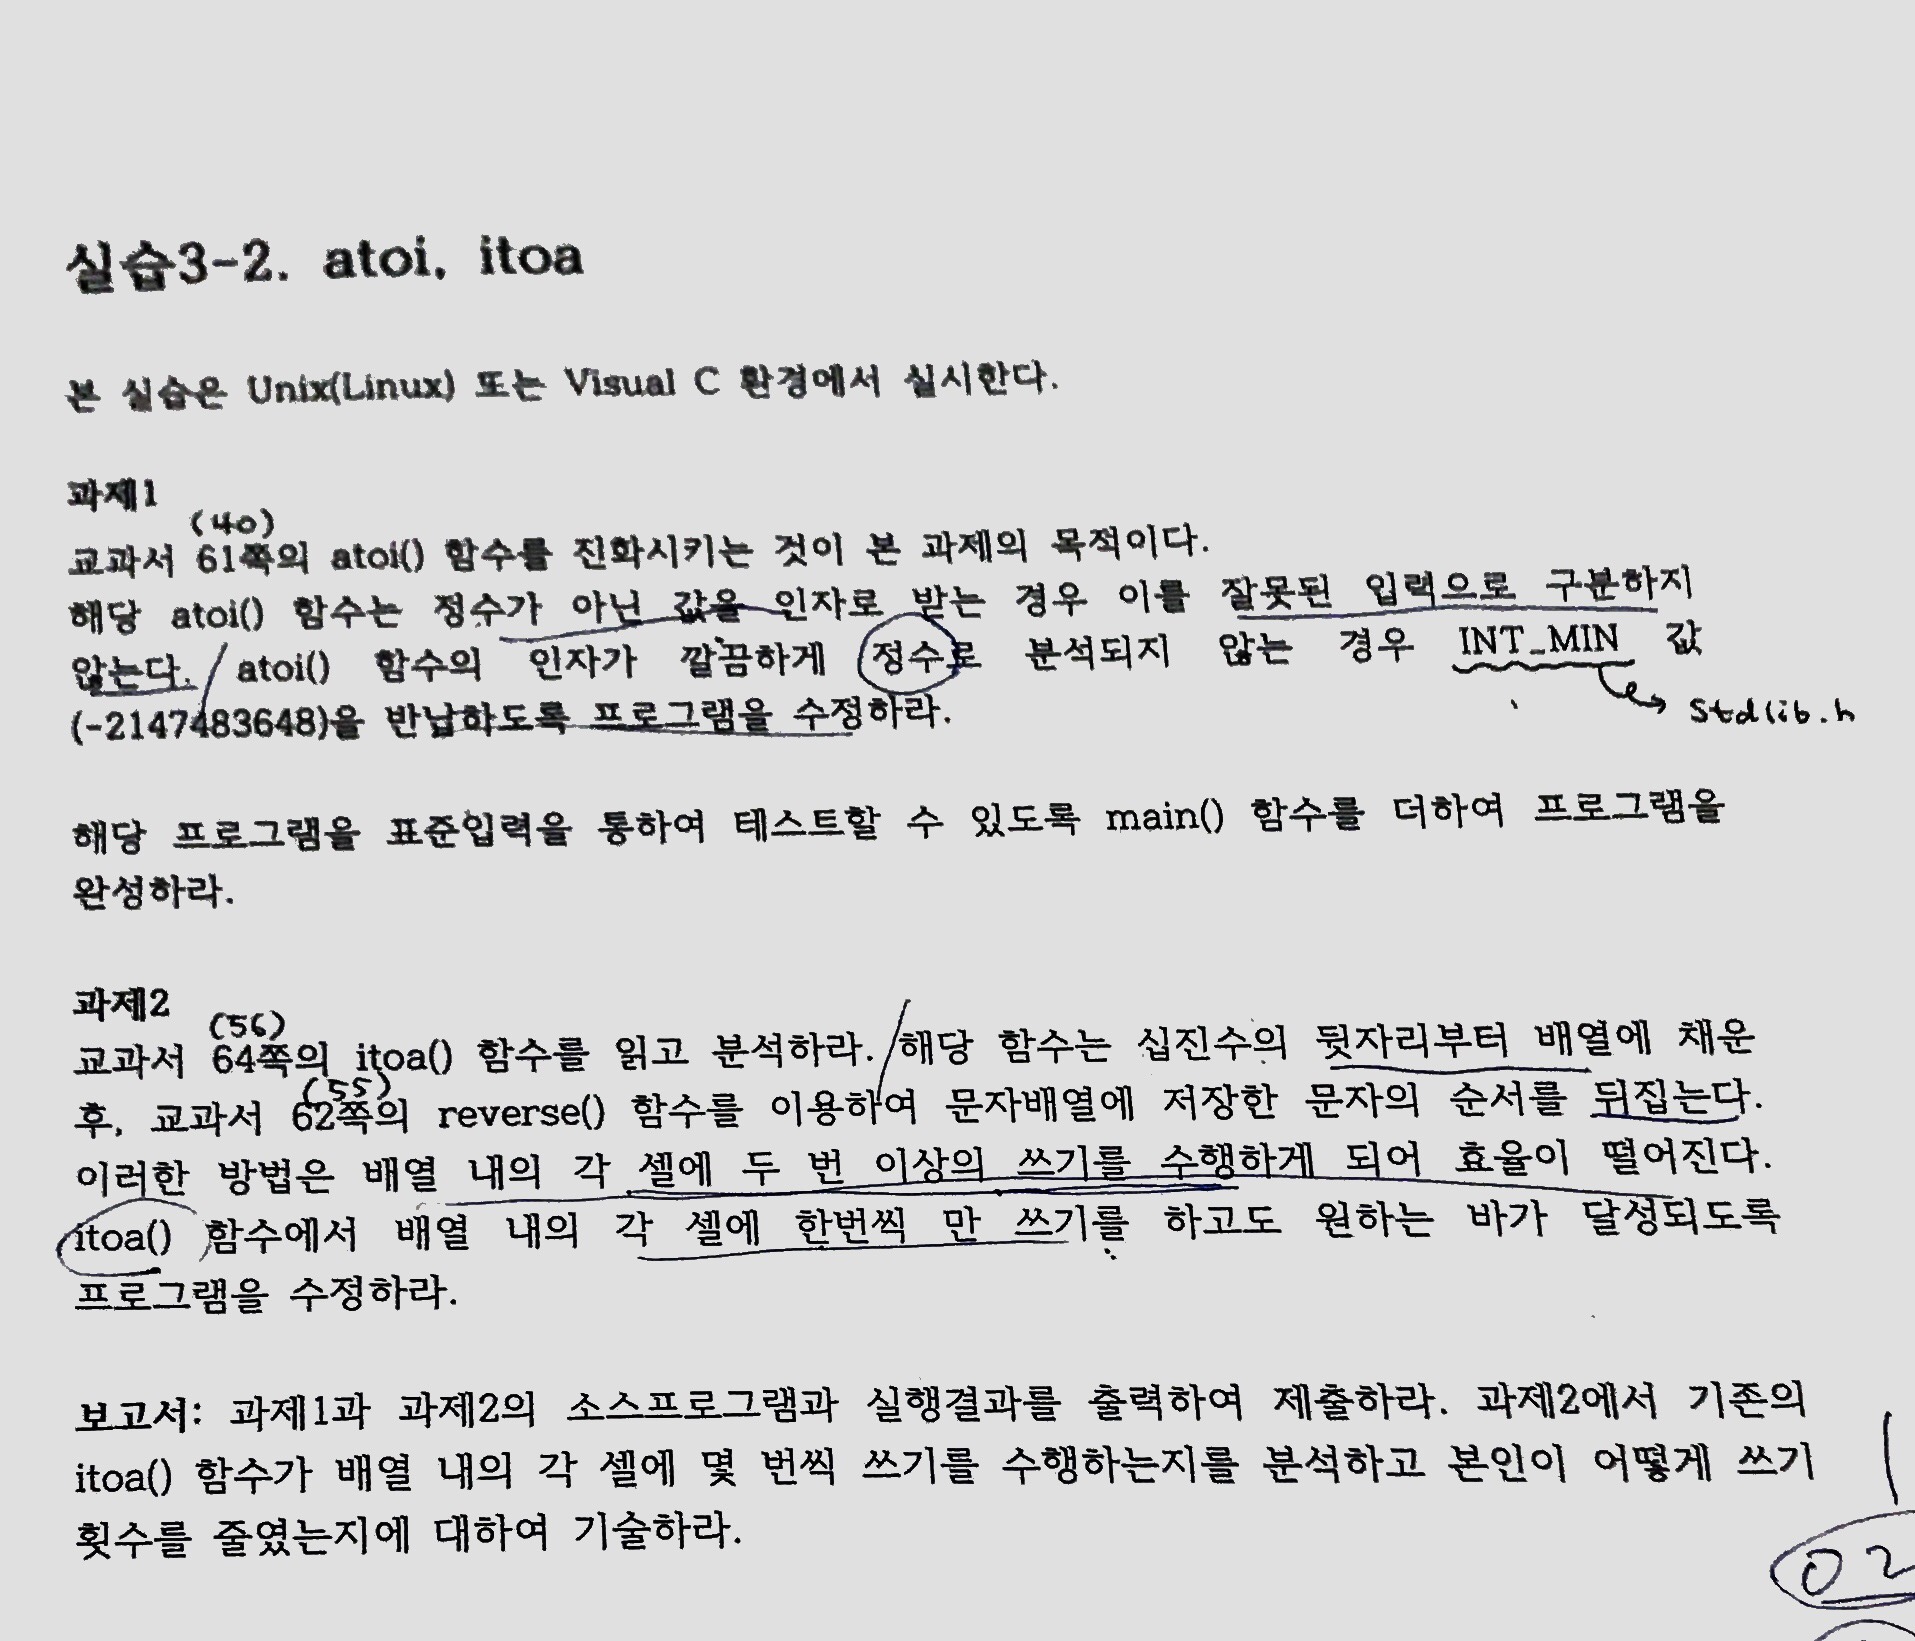 실습3-2. atoi, itoa
본 실습은 Unix(Linux) 또는 Visual C 환경에서 실시한다.
과제1
(40)
교과서 61쪽의 atoi() 함수를 진화시키는 것이 본 과제의 목적이다.
해당 atoi() 함수는 정수가 아닌 값을 인자로 받는 경우 이를 잘못된 입력으로 구분하지
않는다. atoi() 함수의 인자가 깔끔하게 정수로 분석되지 않는 경우 INT_MIN 값
(-2147483648)을 반납하도록 프로그램을 수정하라.
stdlib.h
해당 프로그램을 표준입력을 통하여 테스트할 수 있도록 main() 함수를 더하여 프로그램을
완성하라.
과제2
(56)
교과서 64쪽의 itoa() 함수를 읽고 분석하라. 해당 함수는 십진수의 뒷자리부터 배열에 채운
(55)
후, 교과서 62쪽의 reverse() 함수를 이용하여 문자배열에 저장한 문자의 순서를 뒤집는다.
이러한 방법은 배열 내의 각 셀에 두 번 이상의 쓰기를 수행하게 되어 효율이 떨어진다.
itoa() 함수에서 배열 내의 각 셀에 한번씩 만 쓰기를 하고도 원하는 바가 달성되도록
프로그램을 수정하라.
보고서: 과제1과 과제2의 소스프로그램과 실행결과를 출력하여 제출하라. 과제2에서 기존의
itoa() 함수가 배열 내의 각 셀에 몇 번씩 쓰기를 수행하는지를 분석하고 본인이 어떻게 쓰기
횟수를 줄였는지에 대하여 기술하라.
02